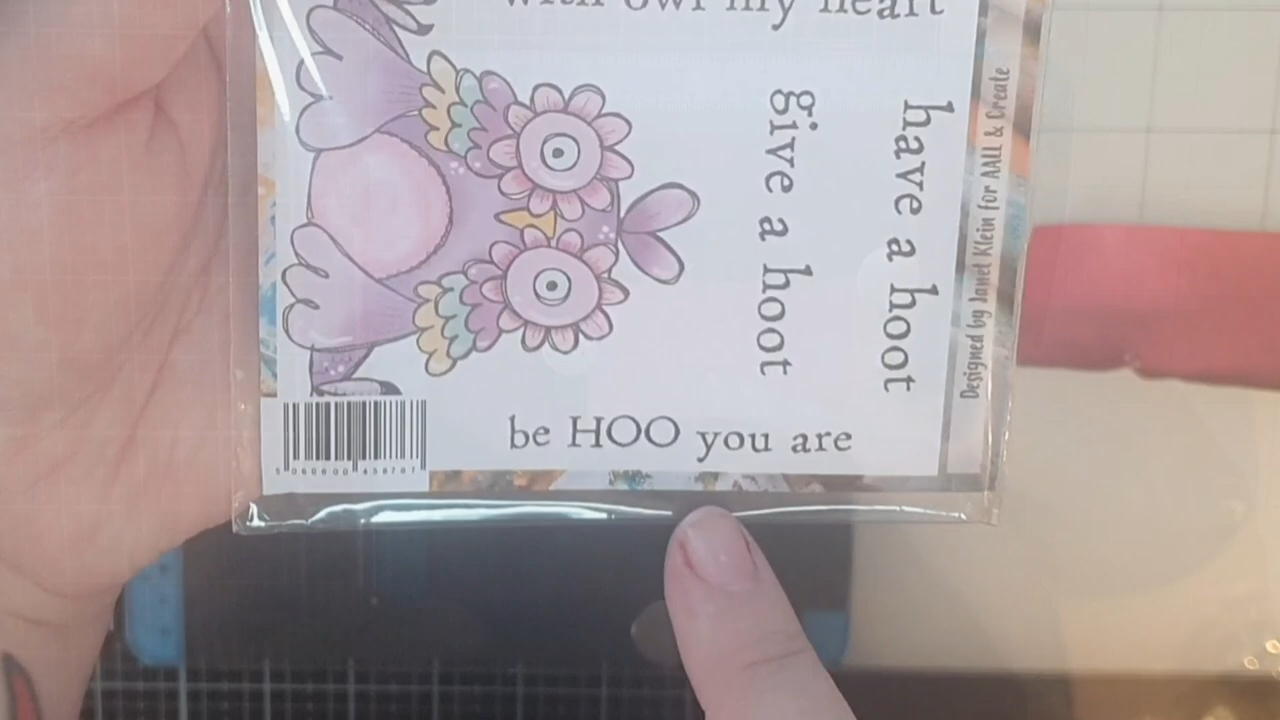 with owl my heart
give a hoot
have a hoot
Designed by Janet Klein for AALL & Create
be HOO you are